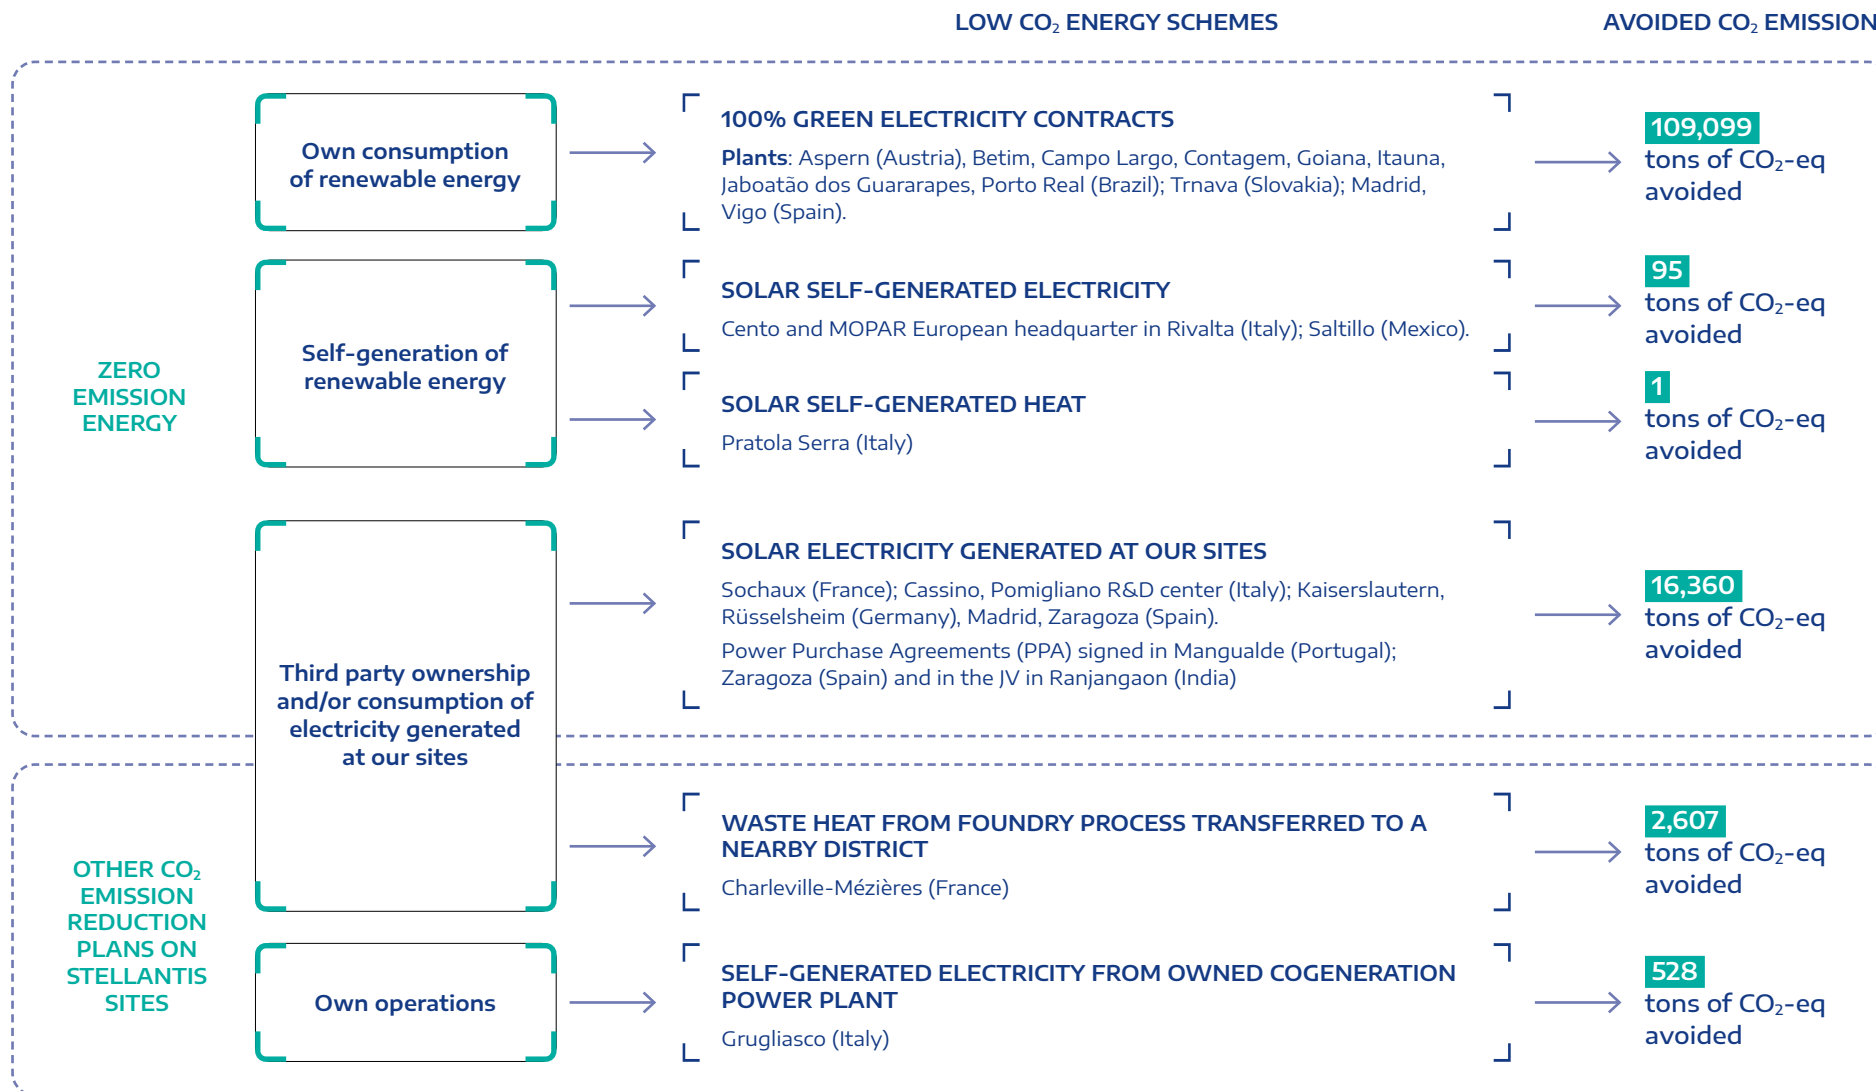 LOW CO₂ ENERGY SCHEMES
AVOIDED CO₂ EMISSION
ZERO
EMISSION
ENERGY
Own consumption
of renewable energy
100% GREEN ELECTRICITY CONTRACTS
Plants: Aspern (Austria), Betim, Campo Largo, Contagem, Goiana, Itauna,
Jaboatão dos Guararapes, Porto Real (Brazil); Trnava (Slovakia); Madrid,
Vigo (Spain).
109,099
tons of CO₂-eq
avoided
Self-generation of
renewable energy
SOLAR SELF-GENERATED ELECTRICITY
Cento and MOPAR European headquarter in Rivalta (Italy); Saltillo (Mexico).
95
tons of CO₂-eq
avoided
SOLAR SELF-GENERATED HEAT
Pratola Serra (Italy)
1
tons of CO₂-eq
avoided
Third party ownership
and/or consumption of
electricity generated
at our sites
SOLAR ELECTRICITY GENERATED AT OUR SITES
Sochaux (France); Cassino, Pomigliano R&D center (Italy); Kaiserslautern,
Rüsselsheim (Germany), Madrid, Zaragoza (Spain).
Power Purchase Agreements (PPA) signed in Mangualde (Portugal);
Zaragoza (Spain) and in the JV in Ranjangaon (India)
16,360
tons of CO₂-eq
avoided
OTHER CO₂
EMISSION
REDUCTION
PLANS ON
STELLANTIS
SITES
WASTE HEAT FROM FOUNDRY PROCESS TRANSFERRED TO A
NEARBY DISTRICT
Charleville-Mézières (France)
2,607
tons of CO₂-eq
avoided
Own operations
SELF-GENERATED ELECTRICITY FROM OWNED COGENERATION
POWER PLANT
Grugliasco (Italy)
528
tons of CO₂-eq
avoided